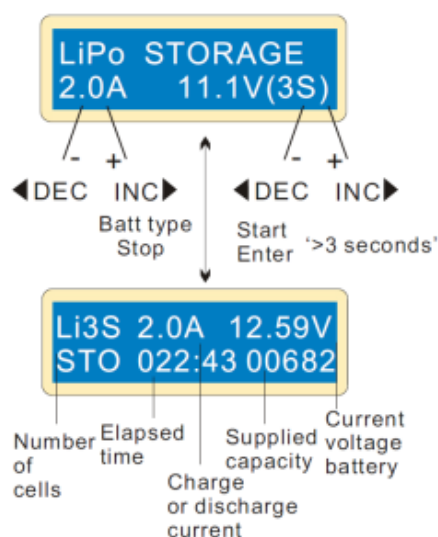 LiPo STORAGE
2.0A 11.1V(3S)
- + - +
◀DEC INC▶ ◀DEC INC▶
Batt type
Stop
Start
Enter '>3 seconds'
Li3S 2.0A 12.59V
STO 022:43 00682
Number
of
cells
Elapsed
time
Charge
or discharge
current
Supplied
capacity
Current
voltage
battery